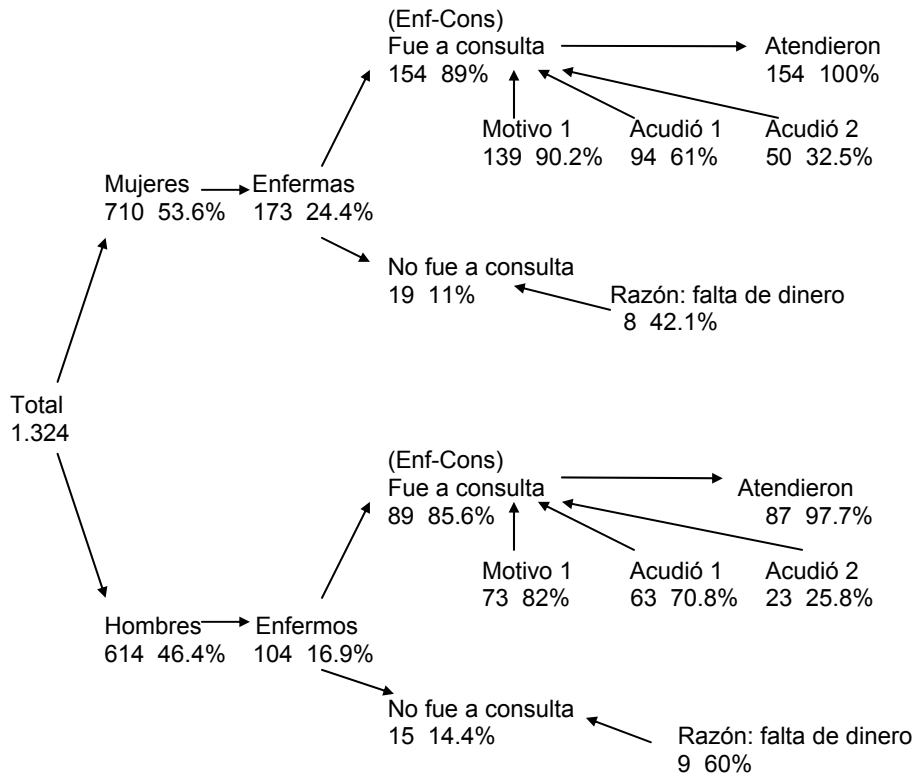 (Enf-Cons)
Fue a consulta
154 89%
Atendieron
154 100%
Motivo 1
139 90.2%
Acudió 1
94 61%
Acudió 2
50 32.5%
Mujeres
710 53.6%
Enfermas
173 24.4%
No fue a consulta
19 11%
Razón: falta de dinero
8 42.1%
Total
1.324
(Enf-Cons)
Fue a consulta
89 85.6%
Atendieron
87 97.7%
Motivo 1
73 82%
Acudió 1
63 70.8%
Acudió 2
23 25.8%
Hombres
614 46.4%
Enfermos
104 16.9%
No fue a consulta
15 14.4%
Razón: falta de dinero
9 60%